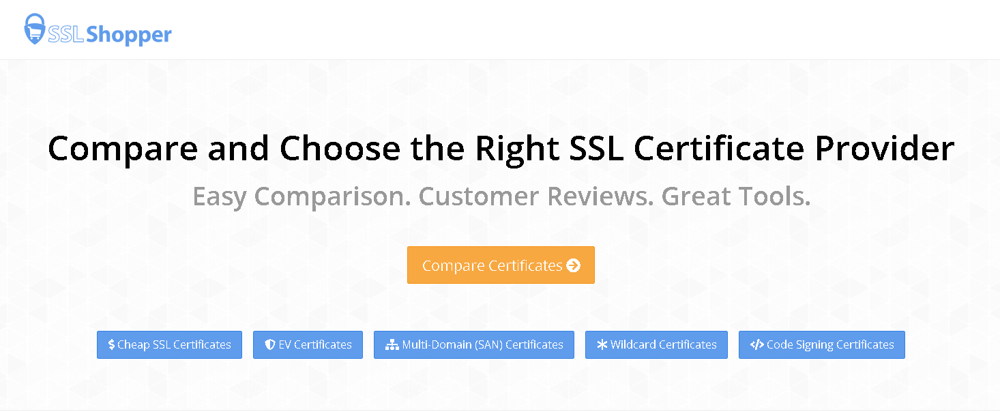 SSLShopper
Compare and Choose the Right SSL Certificate Provider
Easy Comparison. Customer Reviews. Great Tools.
Compare Certificates
$ Cheap SSL Certificates
EV Certificates
Multi-Domain (SAN) Certificates
Wildcard Certificates
</> Code Signing Certificates